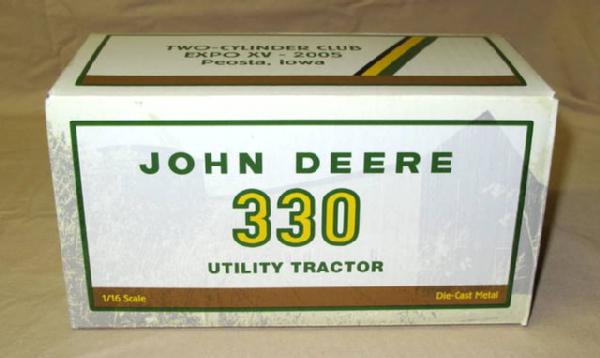 TWO-CYLINDER CLUB
EXPO XV - 2005
Peosta, Iowa
JOHN DEERE
330
UTILITY TRACTOR
1/16 Scale
Die-Cast Metal